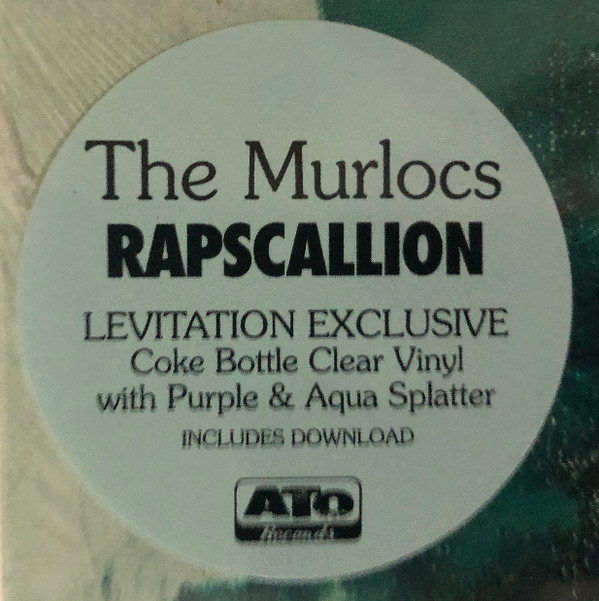 The Murlocs
RAPSCALLION
LEVITATION EXCLUSIVE
Coke Bottle Clear Vinyl
with Purple & Aqua Splatter
INCLUDES DOWNLOAD
ATO
Records